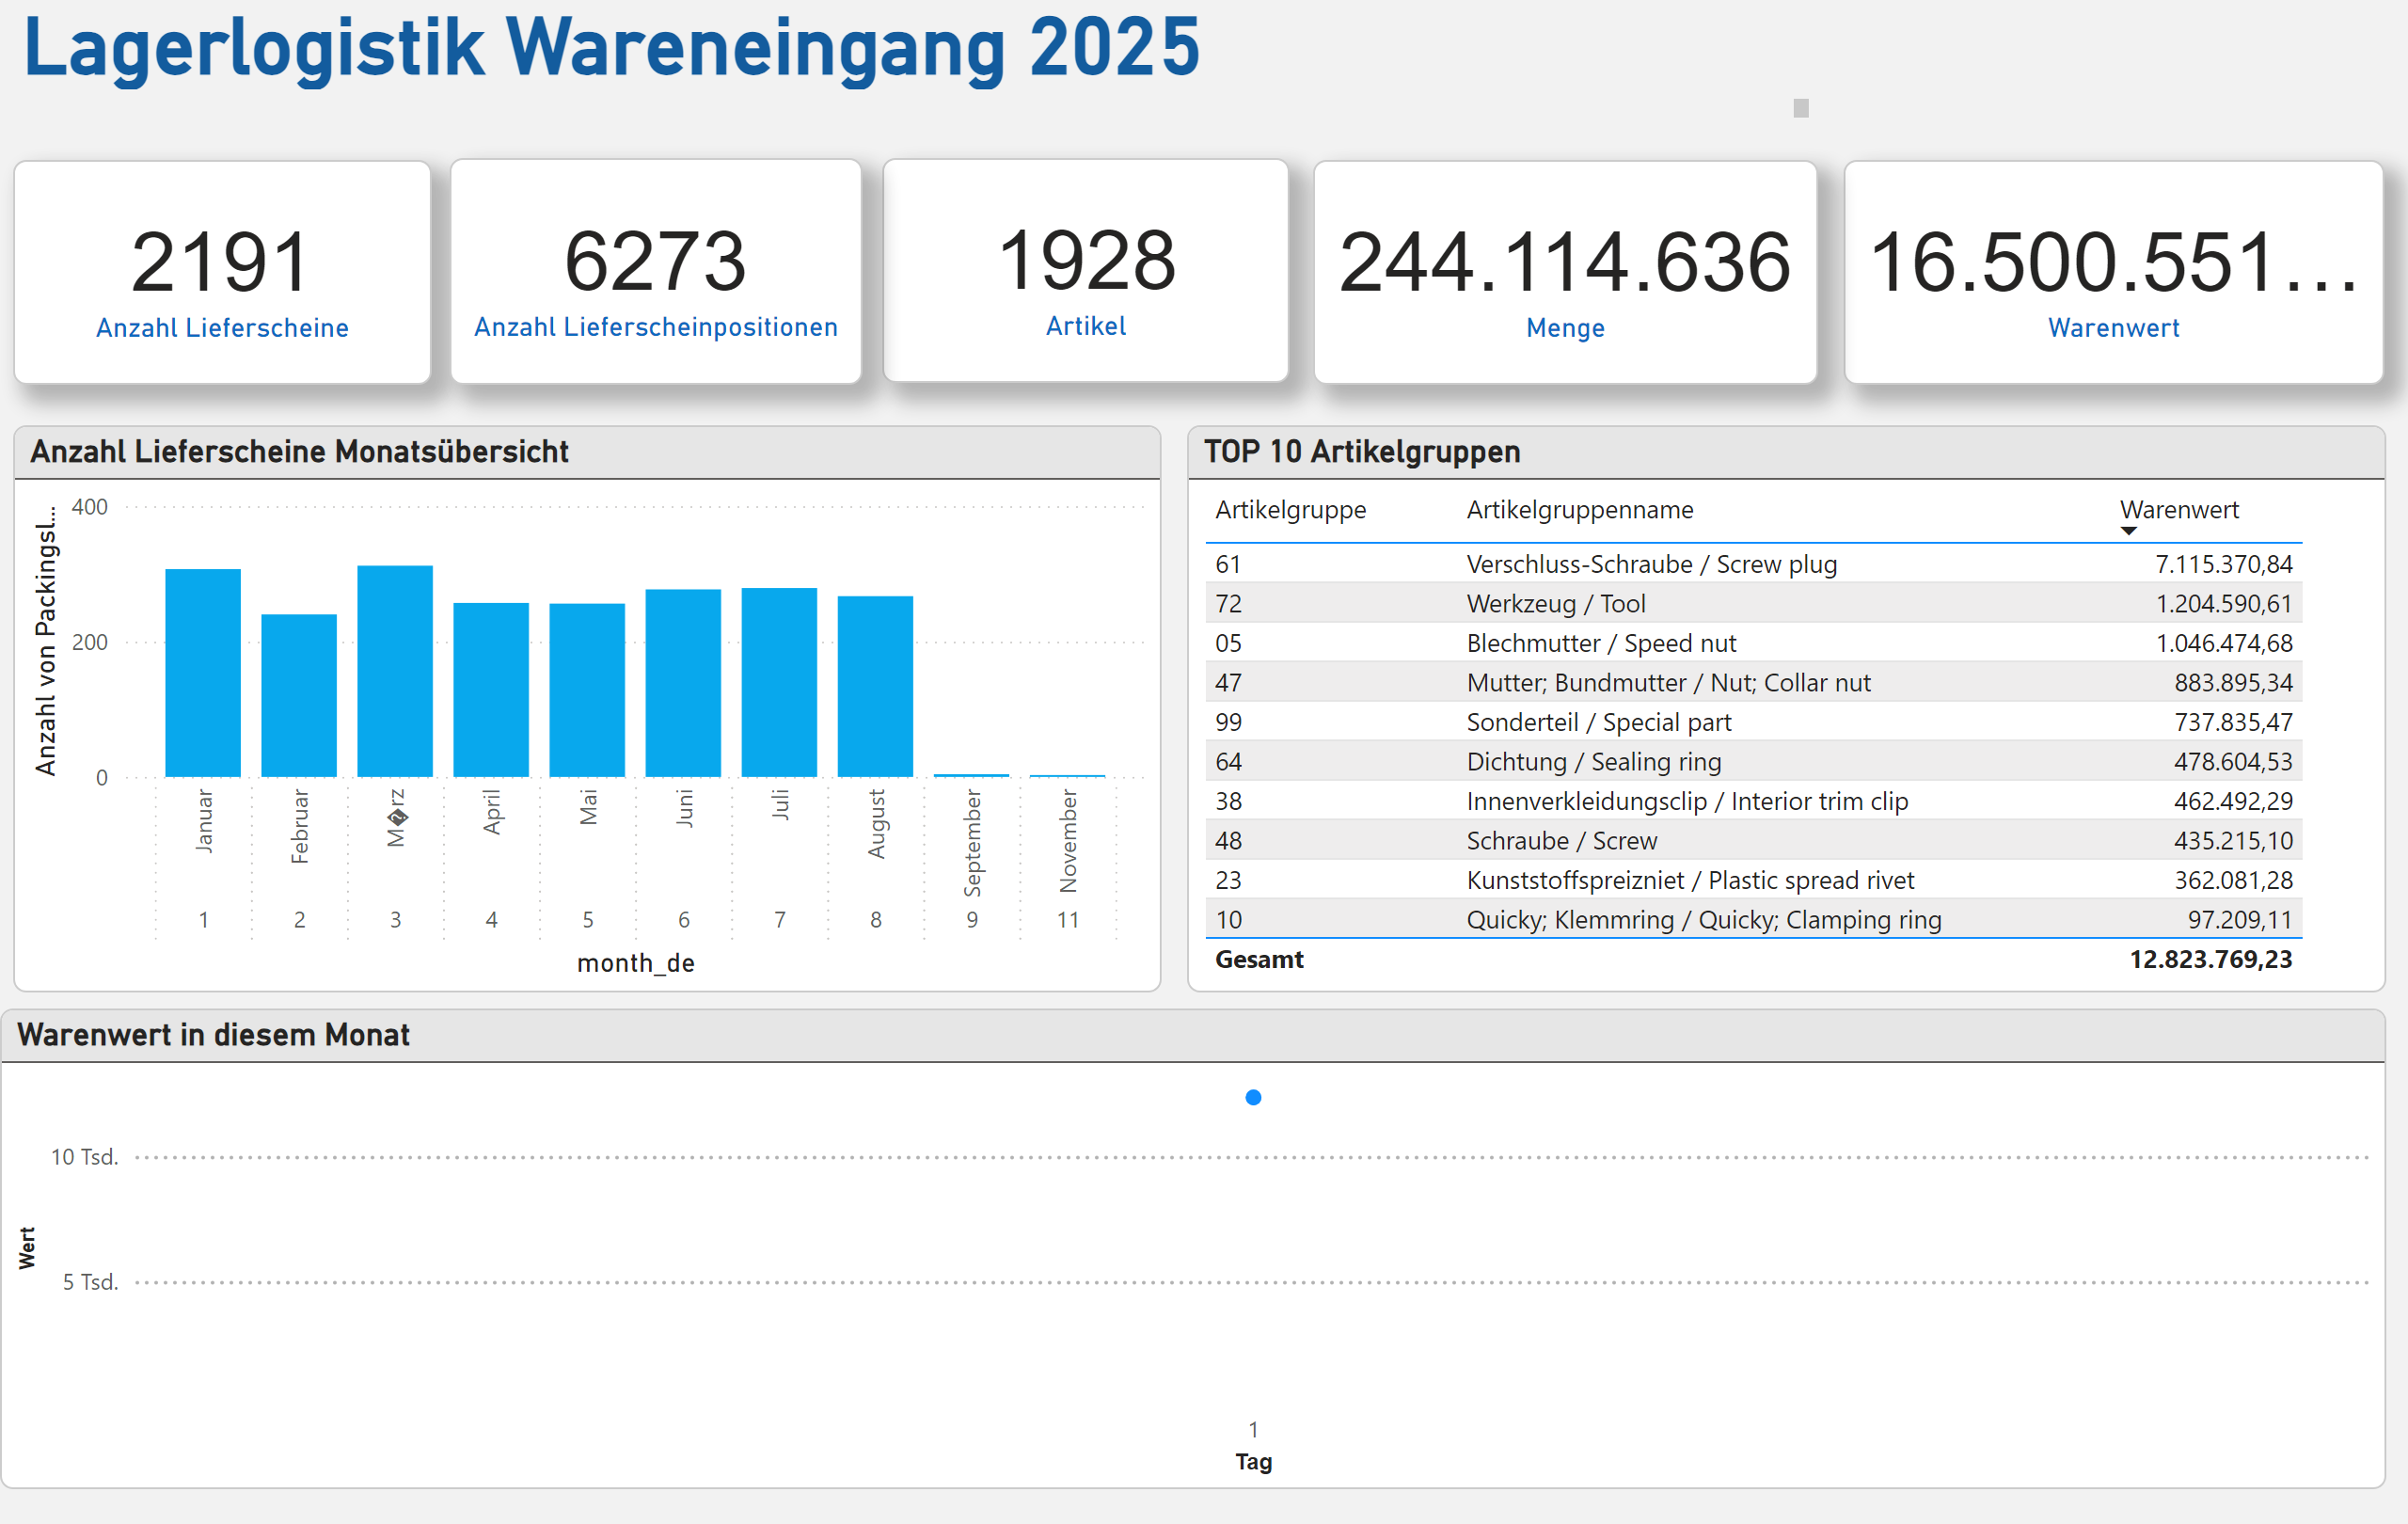 Lagerlogistik Wareneingang 2025
2191
Anzahl Lieferscheine
6273
Anzahl Lieferscheinpositionen
1928
Artikel
244.114.636
Menge
16.500.551...
Warenwert
Anzahl Lieferscheine Monatsübersicht
Anzahl von Packingsl...
400
200
0
Januar
Februar
M�rz
April
Mai
Juni
Juli
August
September
November
1 2 3 4 5 6 7 8 9 11
month_de
TOP 10 Artikelgruppen
Artikelgruppe Artikelgruppenname Warenwert
61 Verschluss-Schraube / Screw plug 7.115.370,84
72 Werkzeug / Tool 1.204.590,61
05 Blechmutter / Speed nut 1.046.474,68
47 Mutter; Bundmutter / Nut; Collar nut 883.895,34
99 Sonderteil / Special part 737.835,47
64 Dichtung / Sealing ring 478.604,53
38 Innenverkleidungsclip / Interior trim clip 462.492,29
48 Schraube / Screw 435.215,10
23 Kunststoffspreizniet / Plastic spread rivet 362.081,28
10 Quicky; Klemmring / Quicky; Clamping ring 97.209,11
Gesamt 12.823.769,23
Warenwert in diesem Monat
Wert
10 Tsd.
5 Tsd.
1
Tag